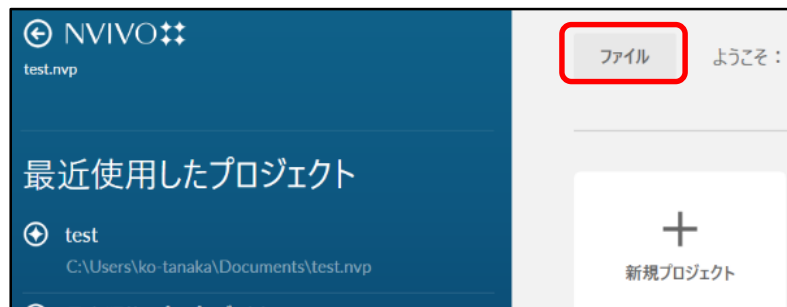 NVIVO
test.nvp
最近使用したプロジェクト
test
C:\Users\ko-tanaka\Documents\test.nvp
ファイル
ようこそ：
新規プロジェクト